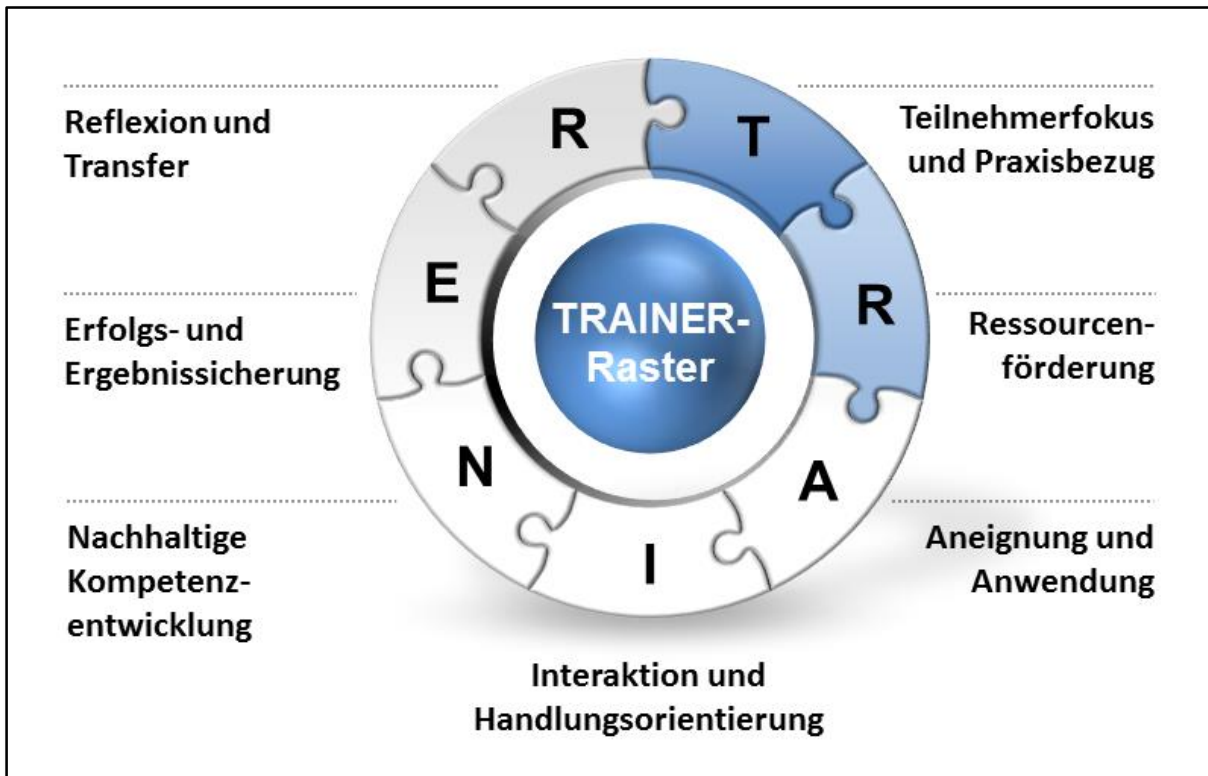 Reflexion und
Transfer
R
T
Teilnehmerfokus
und Praxisbezug
E
R
Erfolgs- und
Ergebnissicherung
TRAINER-
Raster
Ressourcen-
förderung
N
A
I
Nachhaltige
Kompetenz-
entwicklung
Aneignung und
Anwendung
Interaktion und
Handlungsorientierung